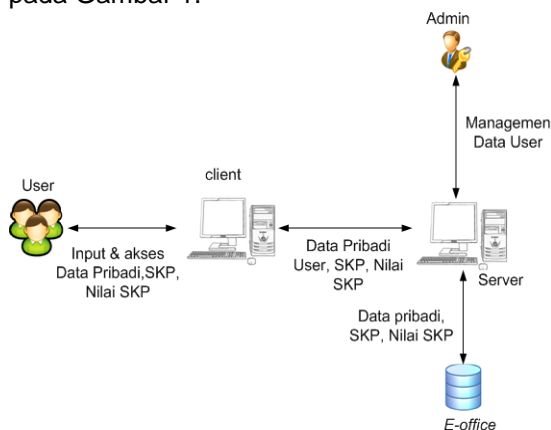 pada Gambar 1.
Admin
Managemen
Data User
client
User
Input & akses
Data Pribadi,SKP,
Nilai SKP
Data Pribadi
User, SKP, Nilai
SKP
Server
Data pribadi,
SKP, Nilai SKP
E-office